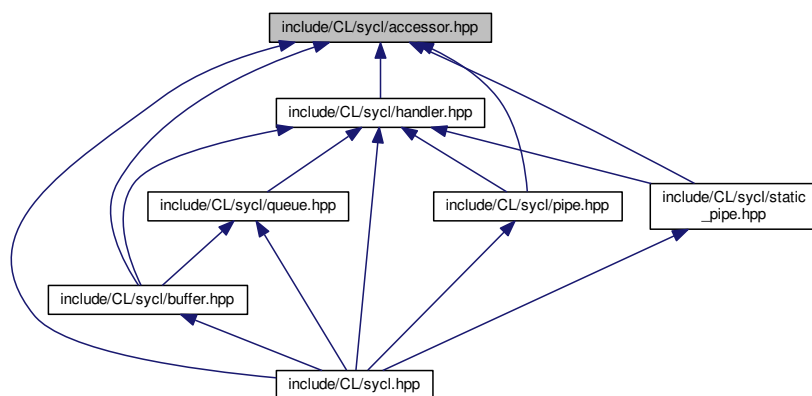 include/CL/sycl/accessor.hpp
include/CL/sycl/handler.hpp
include/CL/sycl/queue.hpp
include/CL/sycl/pipe.hpp
include/CL/sycl/static
_pipe.hpp
include/CL/sycl/buffer.hpp
include/CL/sycl.hpp